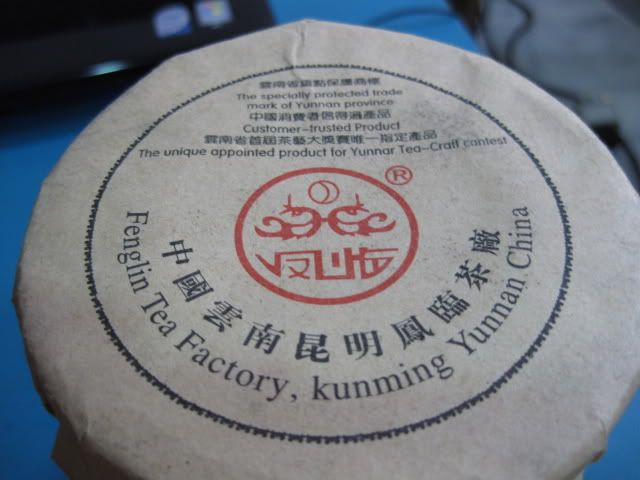 雲南省重點保護商標
The specially protected trade
mark of Yunnan province
中國消費者信得過產品
Customer-trusted Product
雲南省首屆茶藝大獎賽唯一指定產品
The unique appointed product for Yunnar Tea-Craff cantest
®
中國雲南昆明鳳臨茶廠
Fenglin Tea Factory, kunming Yunnan China